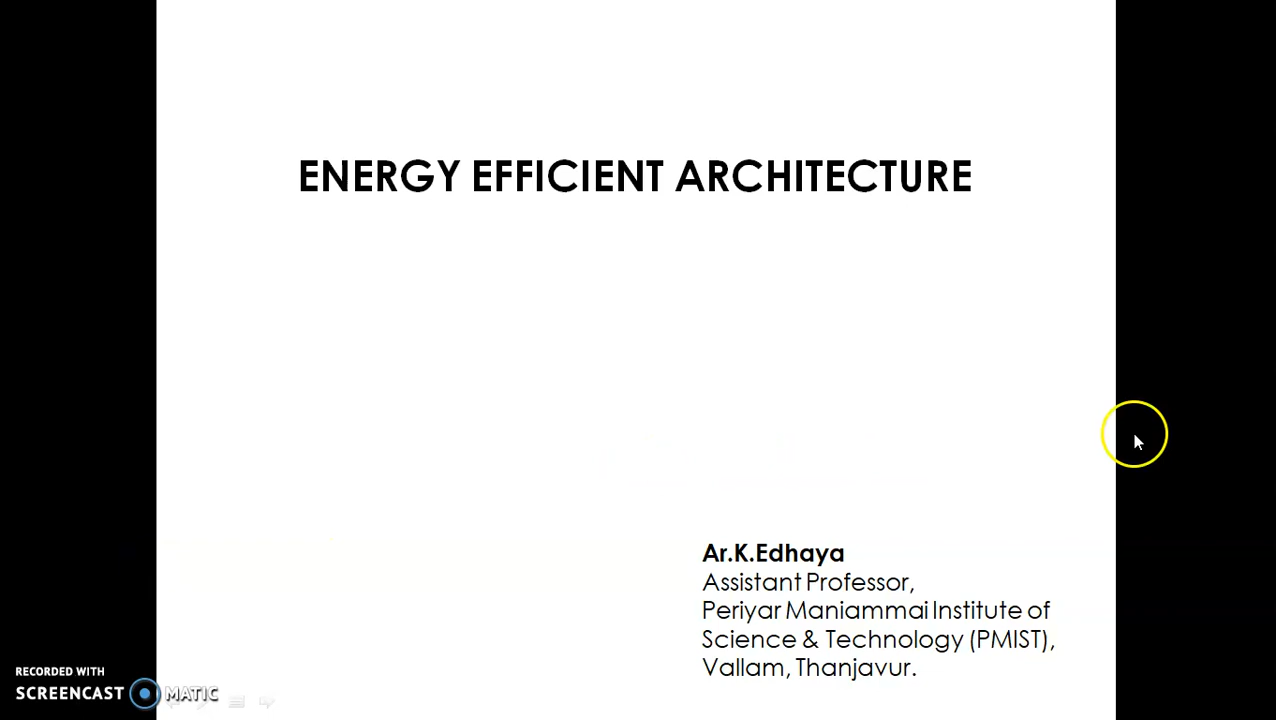 ENERGY EFFICIENT ARCHITECTURE
Ar.K.Edhaya
Assistant Professor,
Periyar Maniammai Institute of
Science & Technology (PMIST),
Vallam, Thanjavur.
RECORDED WITH
SCREENCAST MATIC